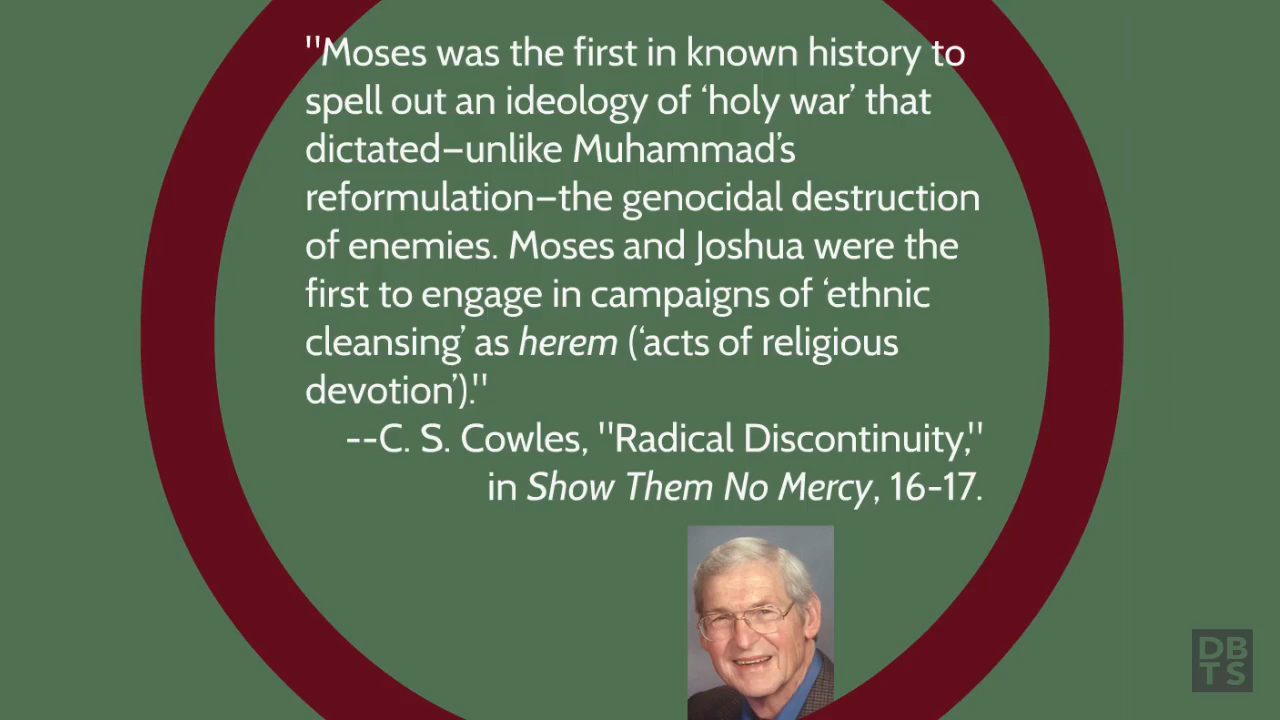 "Moses was the first in known history to
spell out an ideology of ‘holy war’ that
dictated–unlike Muhammad’s
reformulation–the genocidal destruction
of enemies. Moses and Joshua were the
first to engage in campaigns of ‘ethnic
cleansing’ as herem (‘acts of religious
devotion’)."
--C. S. Cowles, "Radical Discontinuity,"
in Show Them No Mercy, 16-17.
DB
TS